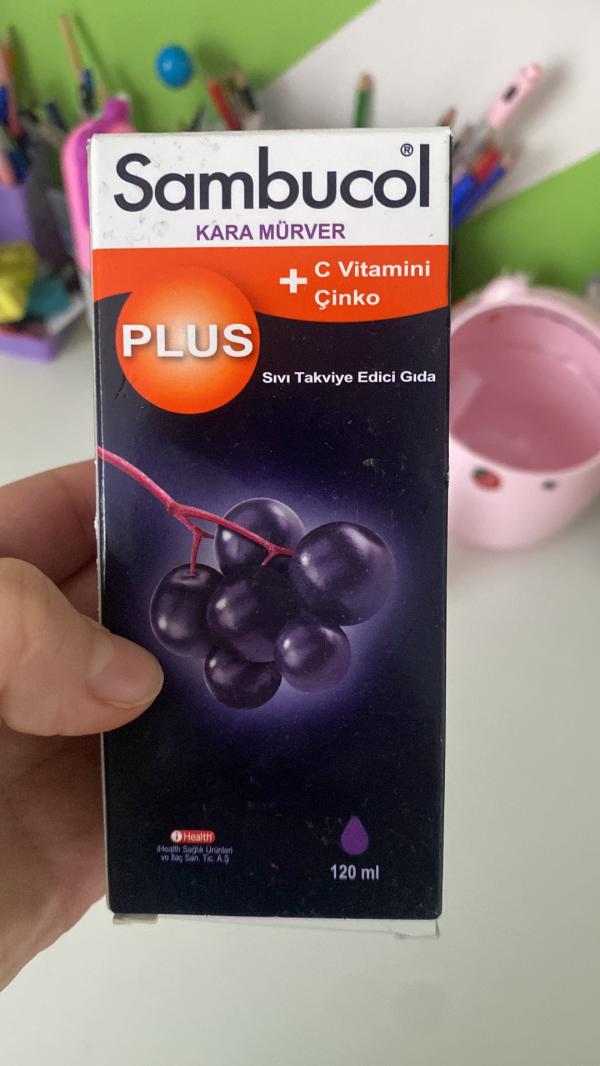 Sambucol®
KARA MÜRVER
+ C Vitamini
Çinko
PLUS
Sıvı Takviye Edici Gıda
iHealth
iHealth Sağlık Ürünleri
ve İlaç San. Tic. A.Ş
120 ml